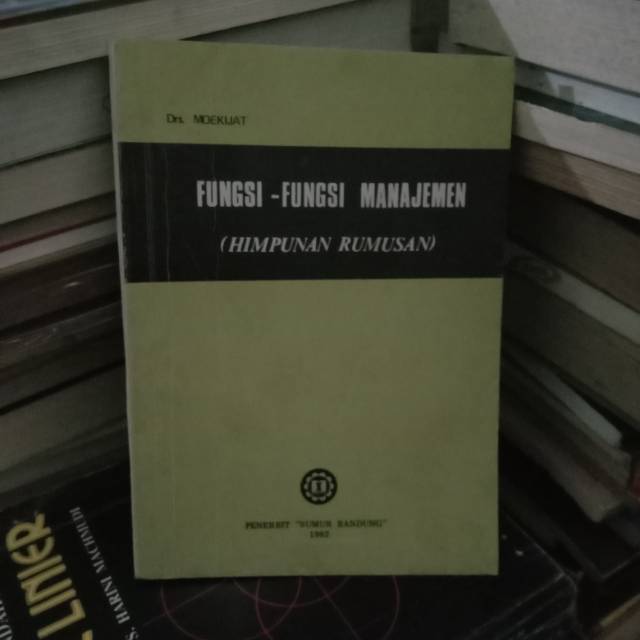 Drs. MOEKIJAT
FUNGSI - FUNGSI MANAJEMEN
(HIMPUNAN RUMUSAN)
PENERBIT "SUMUR BANDUNG"
1982
LINIER